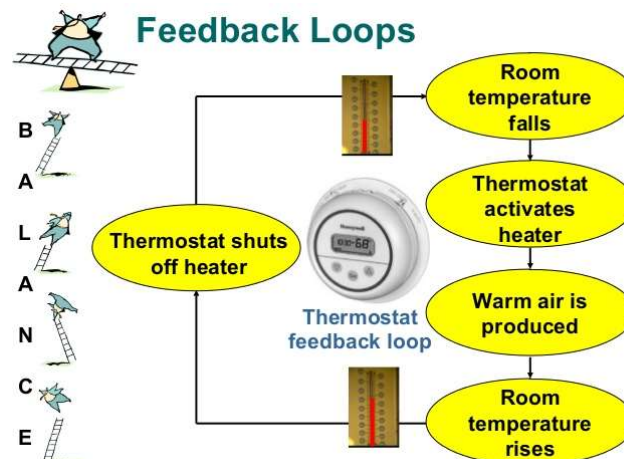 Feedback Loops
Room
temperature
falls
B
A
L
A
N
C
E
Thermostat
activates
heater
Thermostat shuts
off heater
Honeywell
Thermostat
feedback loop
Warm air is
produced
Room
temperature
rises